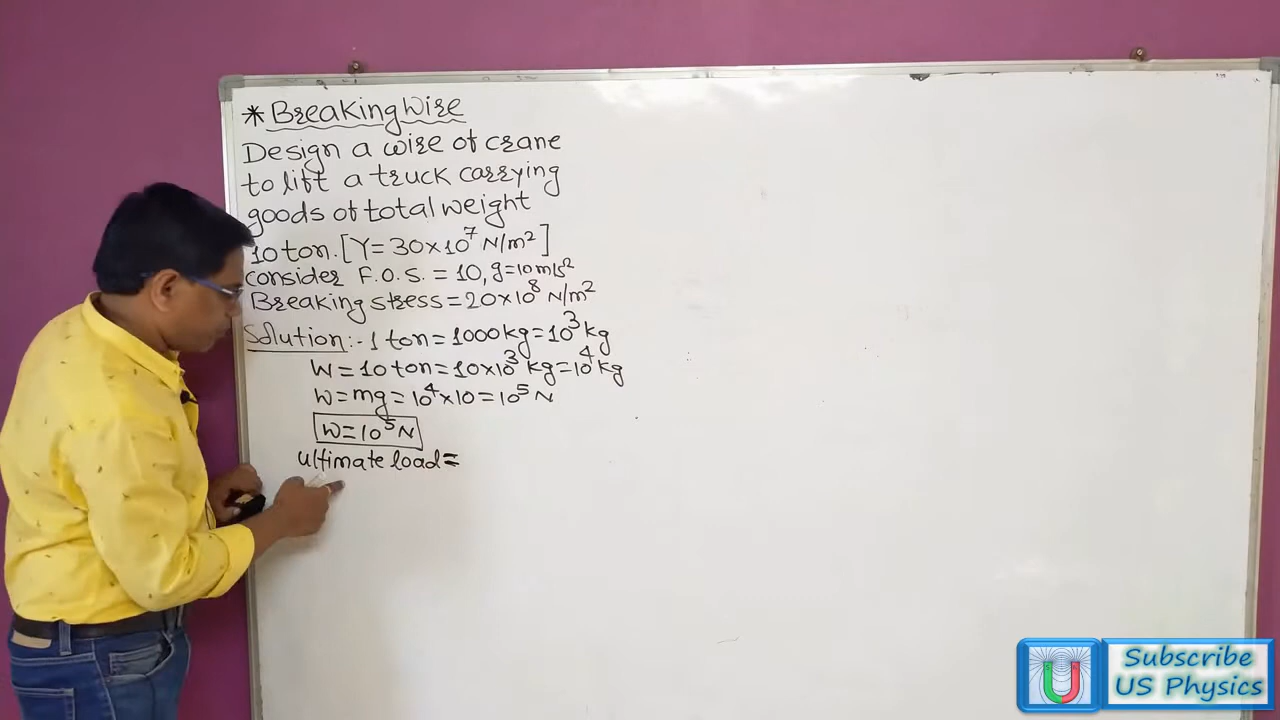 * Breaking Wire
Design a wire of crane
to lift a truck carrying
goods of total weight
10 ton. [Y = 30×10⁷ N/m²]
consider F.O.S. = 10, g=10 m/s²
Breaking stress = 20×10⁸ N/m²
Solution:- 1 ton = 1000 kg = 10³ kg
W = 10 ton = 10×10³ kg = 10⁴ kg
W = mg = 10⁴×10 = 10⁵ N
W = 10⁵ N
Ultimate load =
Subscribe
US Physics